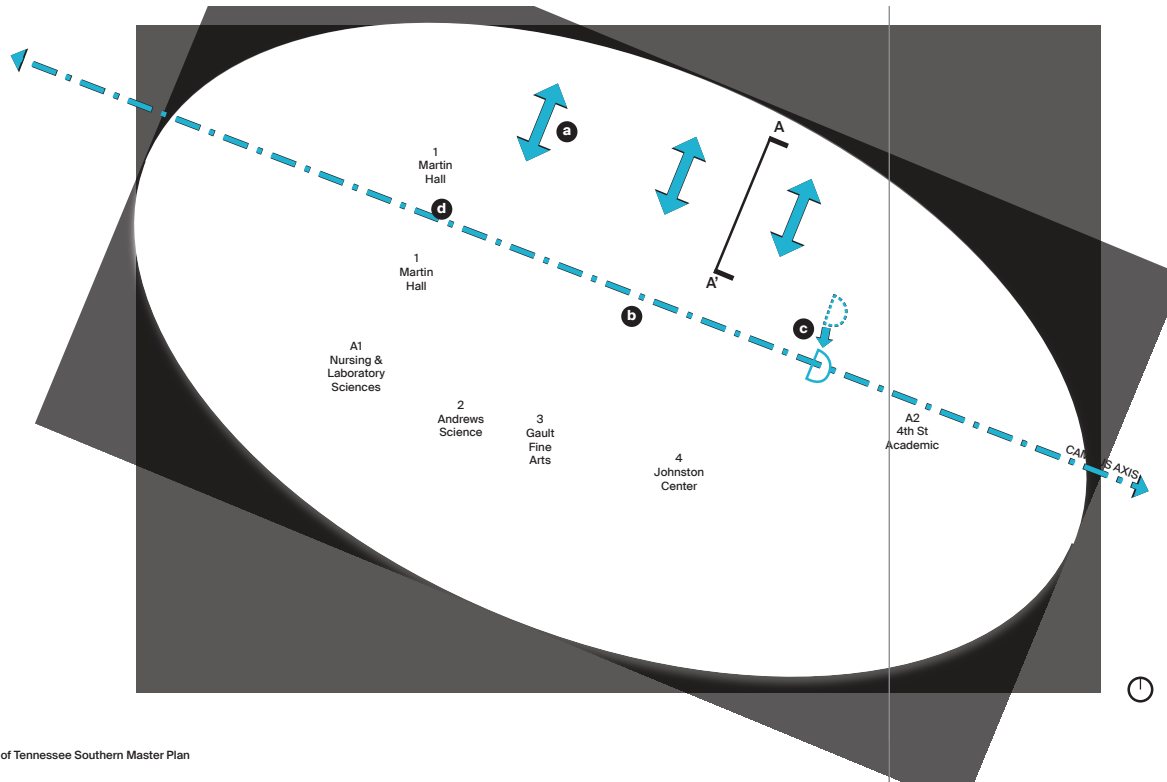 a
A
1
Martin
Hall
d
1
Martin
Hall
A'
b
c
A1
Nursing &
Laboratory
Sciences
2
Andrews
Science
3
Gault
Fine
Arts
4
Johnston
Center
A2
4th St
Academic
AXIS
of Tennessee Southern Master Plan